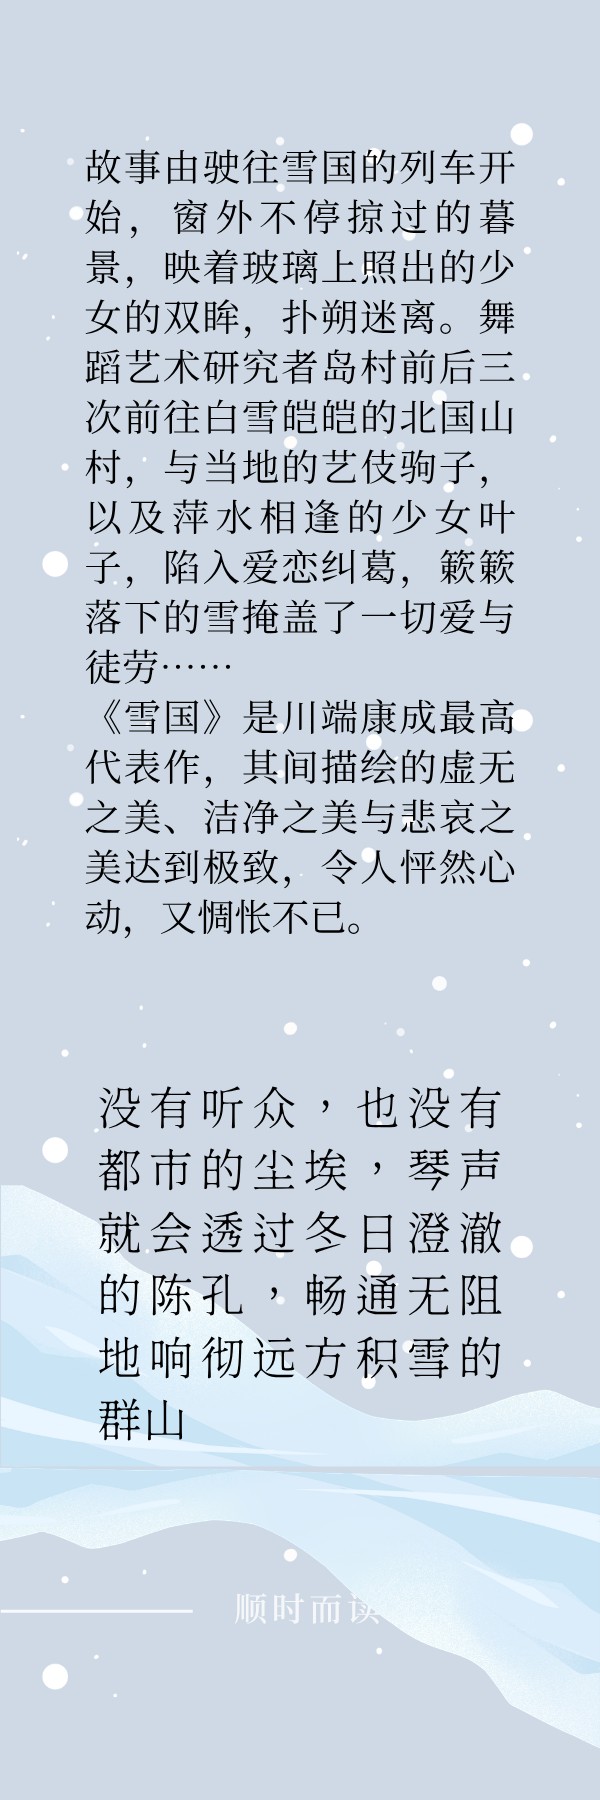 故事由驶往雪国的列车开
始，窗外不停掠过的暮
景，映着玻璃上照出的少
女的双眸，扑朔迷离。舞
蹈艺术研究者岛村前后三
次前往白雪皑皑的北国山
村，与当地的艺伎驹子，
以及萍水相逢的少女叶
子，陷入爱恋纠葛，簌簌
落下的雪掩盖了一切爱与
徒劳……
《雪国》是川端康成最高
代表作，其间描绘的虚无
之美、洁净之美与悲哀之
美达到极致，令人怦然心
动，又惆怅不已。
没有听众，也没有
都市的尘埃，琴声
就会透过冬日澄澈
的陈孔，畅通无阻
地响彻远方积雪的
群山
顺时而读